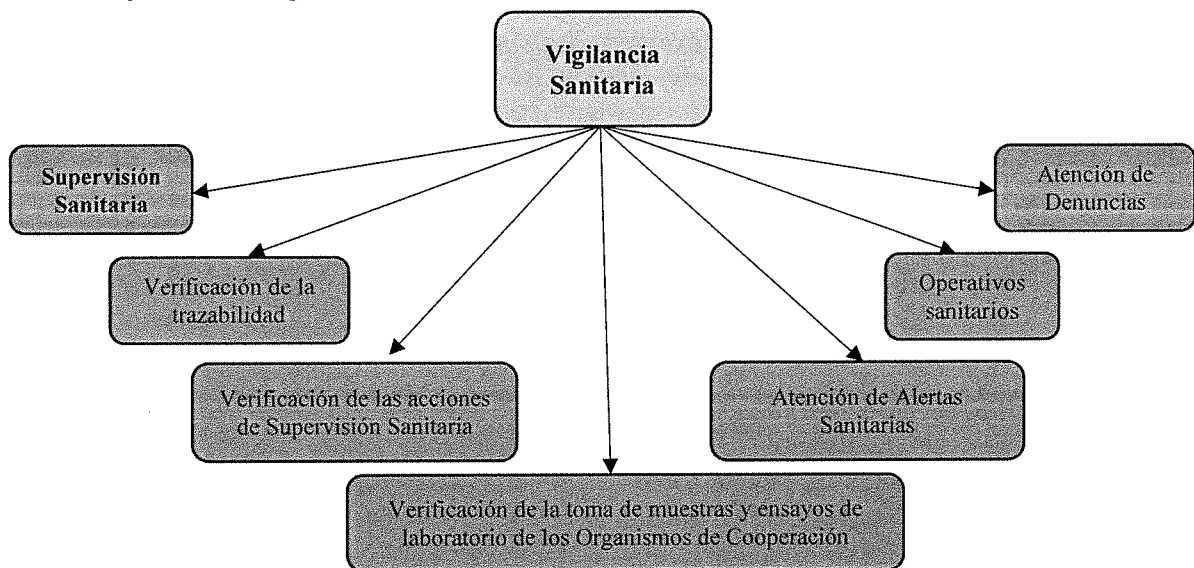 Vigilancia
Sanitaria
Supervisión
Sanitaria
Atención de
Denuncias
Verificación de la
trazabilidad
Operativos
sanitarios
Verificación de las acciones
de Supervisión Sanitaria
Atención de Alertas
Sanitarias
Verificación de la toma de muestras y ensayos de
laboratorio de los Organismos de Cooperación